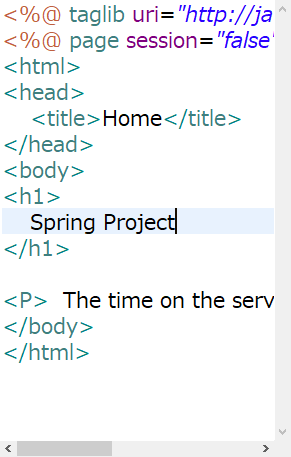 <%@ taglib uri="http://ja
<%@ page session="false"
<html>
<head>
    <title>Home</title>
</head>
<body>
<h1>
    Spring Project
</h1>

<P>  The time on the serv
</body>
</html>